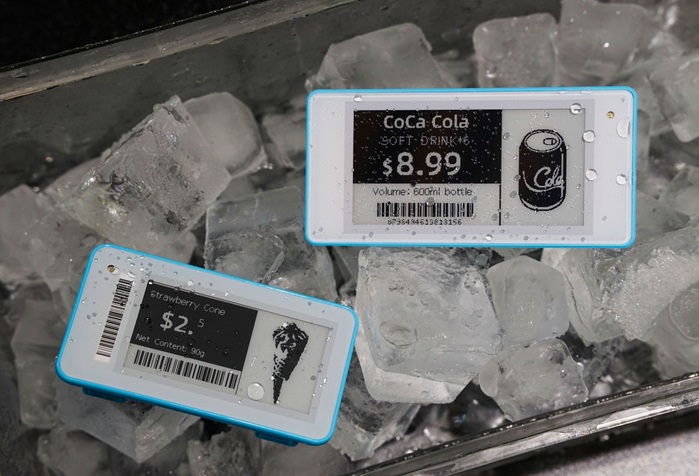 CoCa Cola
SOFT DRINK*6
$8.99
Volume: 600ml bottle
Cola
Strawberry Cone
$2.5
Net Content: 90g